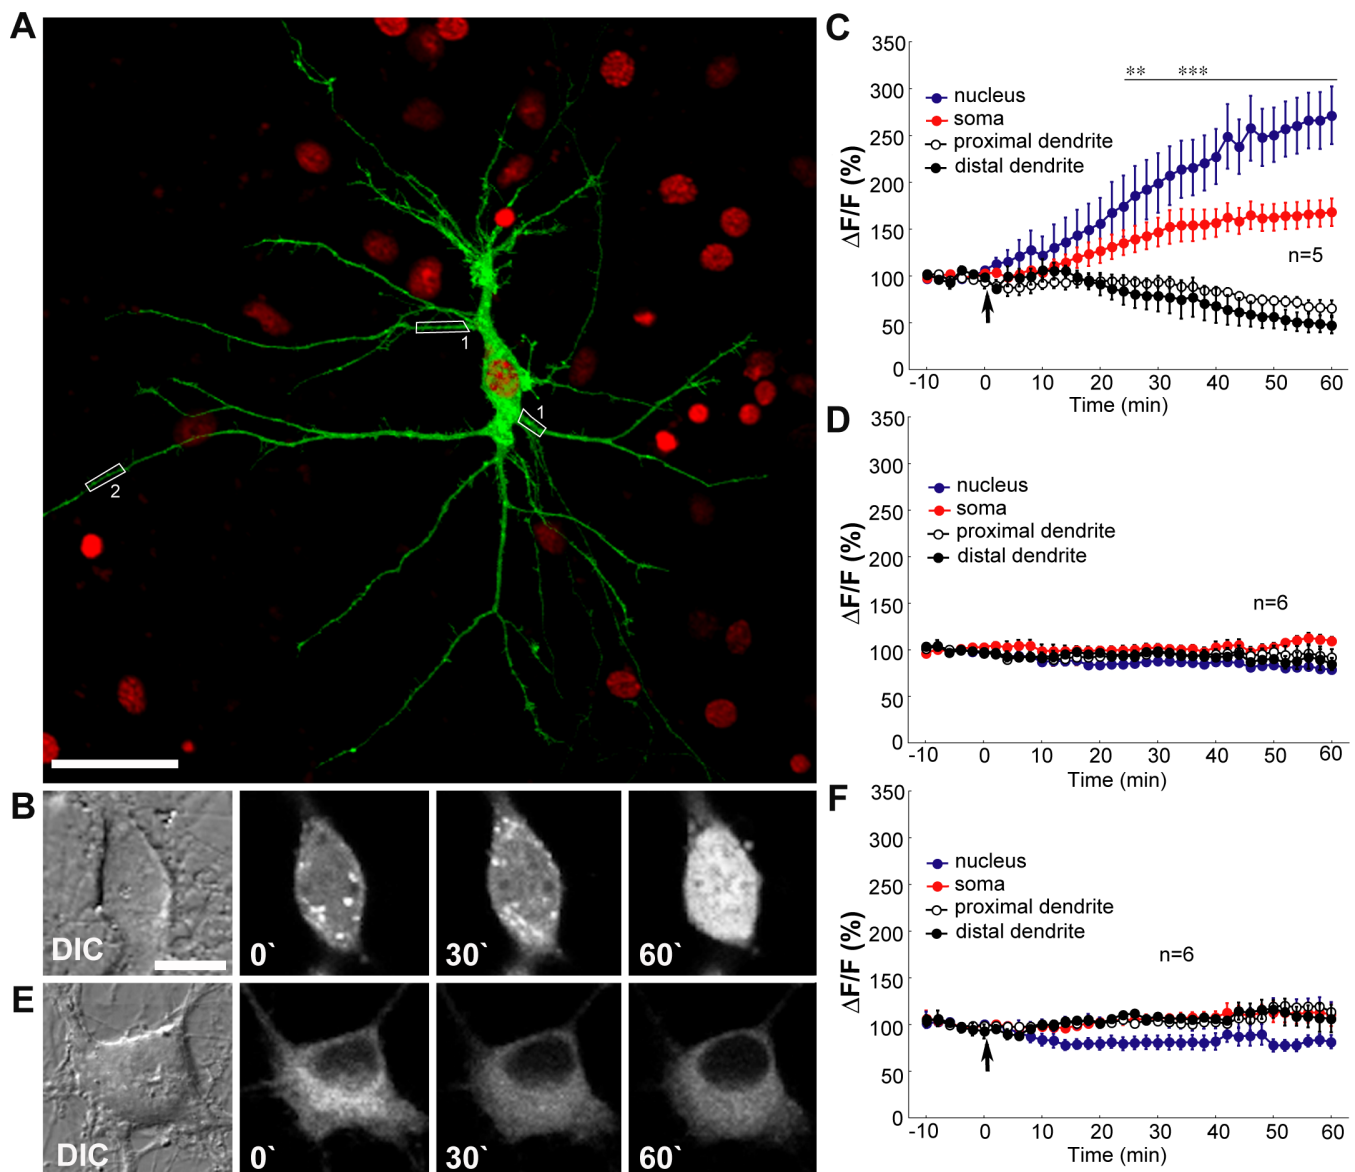 A
1
1
2
B
DIC
0`
30`
60`
E
DIC
0`
30`
60`
C
350
300
250
200
150
100
50
0
ΔF/F (%)
** ***
nucleus
soma
proximal dendrite
distal dendrite
n=5
-10 0 10 20 30 40 50 60
Time (min)
D
350
300
250
200
150
100
50
0
ΔF/F (%)
nucleus
soma
proximal dendrite
distal dendrite
n=6
-10 0 10 20 30 40 50 60
Time (min)
F
350
300
250
200
150
100
50
0
ΔF/F (%)
nucleus
soma
proximal dendrite
distal dendrite
n=6
-10 0 10 20 30 40 50 60
Time (min)